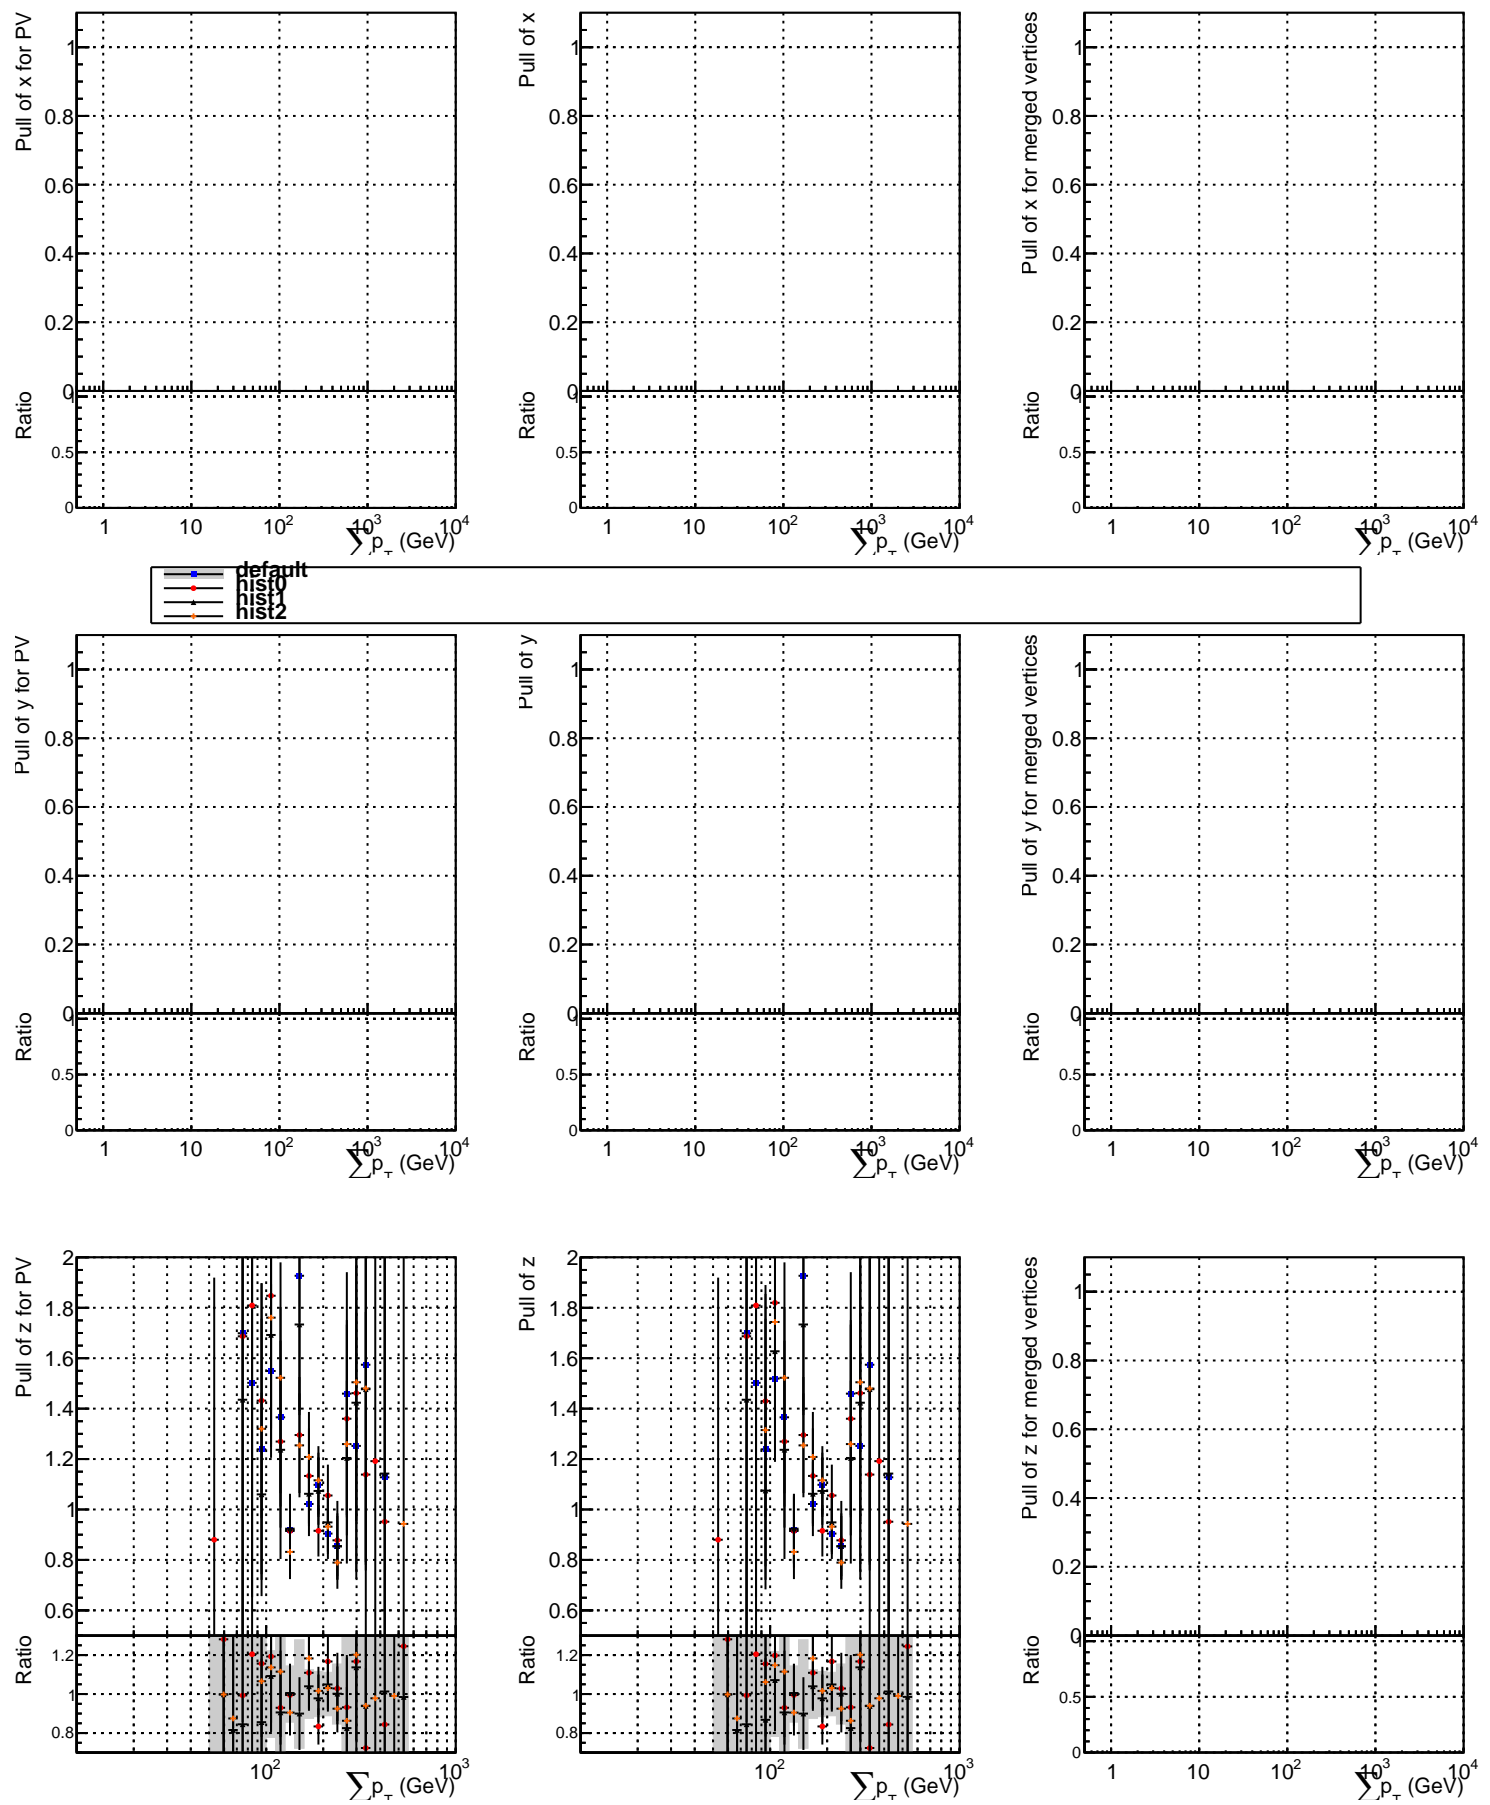 Pull of x for PV
1
0.8
0.6
0.4
0.2
0
Ratio
1
0.5
0
1 10 10² 10³ 10⁴
∑p_T (GeV)
Pull of x
1
0.8
0.6
0.4
0.2
0
Ratio
1
0.5
0
1 10 10² 10³ 10⁴
∑p_T (GeV)
Pull of x for merged vertices
1
0.8
0.6
0.4
0.2
0
Ratio
1
0.5
0
1 10 10² 10³ 10⁴
∑p_T (GeV)
default
hist0
hist1
hist2
Pull of y for PV
1
0.8
0.6
0.4
0.2
0
Ratio
1
0.5
0
1 10 10² 10³ 10⁴
∑p_T (GeV)
Pull of y
1
0.8
0.6
0.4
0.2
0
Ratio
1
0.5
0
1 10 10² 10³ 10⁴
∑p_T (GeV)
Pull of y for merged vertices
1
0.8
0.6
0.4
0.2
0
Ratio
1
0.5
0
1 10 10² 10³ 10⁴
∑p_T (GeV)
Pull of z for PV
2
1.8
1.6
1.4
1.2
1
0.8
0.6
Ratio
1.2
1
0.8
10² 10³
∑p_T (GeV)
Pull of z
2
1.8
1.6
1.4
1.2
1
0.8
0.6
Ratio
1.2
1
0.8
10² 10³
∑p_T (GeV)
Pull of z for merged vertices
1
0.8
0.6
0.4
0.2
0
Ratio
1
0.5
0
1 10 10² 10³ 10⁴
∑p_T (GeV)